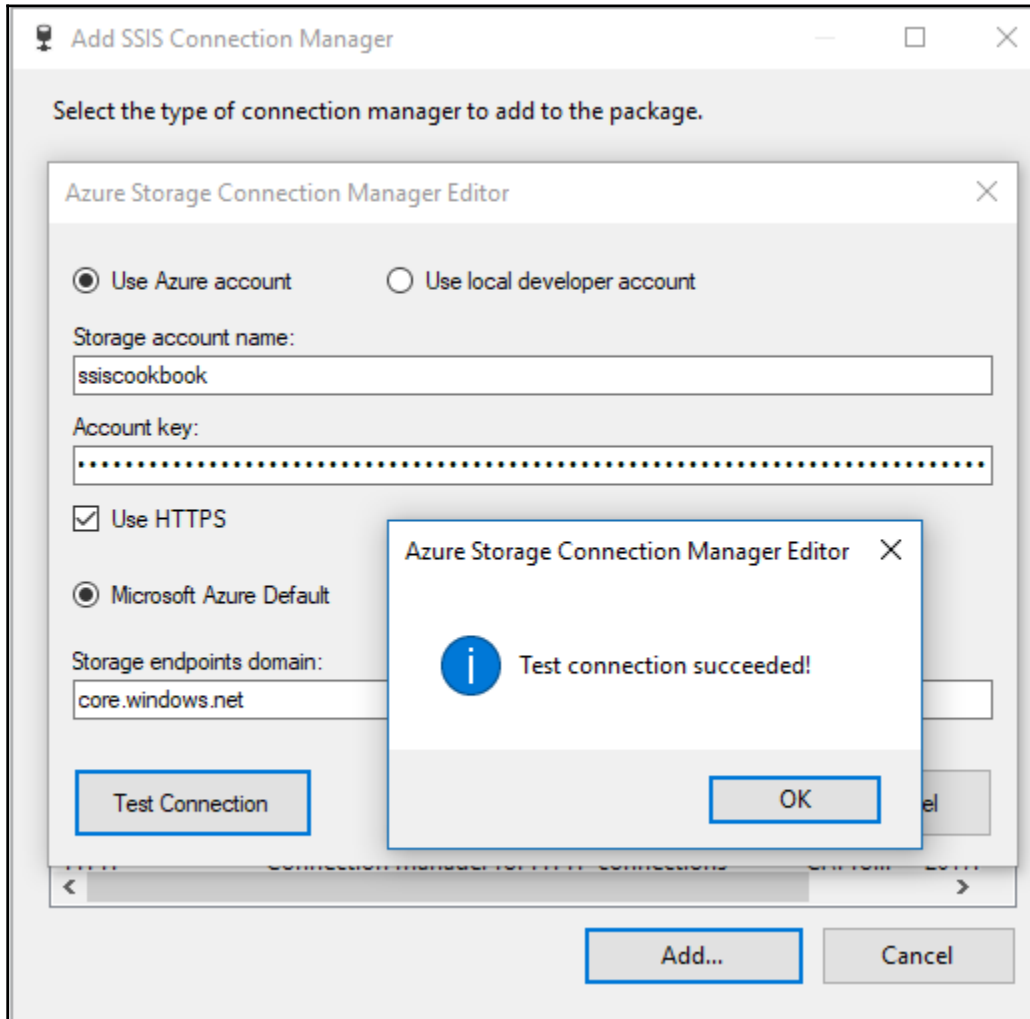 Add SSIS Connection Manager
Select the type of connection manager to add to the package.
Azure Storage Connection Manager Editor
Use Azure account
Use local developer account
Storage account name:
ssiscookbook
Account key:
Use HTTPS
Azure Storage Connection Manager Editor
Microsoft Azure Default
Test connection succeeded!
Storage endpoints domain:
core.windows.net
Test Connection
OK
el
Add...
Cancel